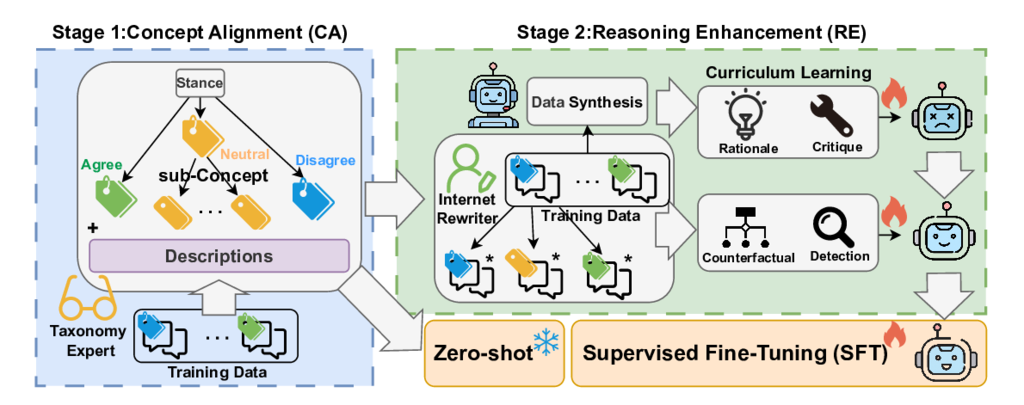 Stage 1:Concept Alignment (CA)
Stance
Neutral
Agree
Disagree
sub-Concept
...
+
Descriptions
Taxonomy
Expert
...
Training Data
Stage 2:Reasoning Enhancement (RE)
Data Synthesis
Internet
Rewriter
...
Training Data
* * *
Curriculum Learning
Rationale
Critique
Counterfactual
Detection
Zero-shot
Supervised Fine-Tuning (SFT)